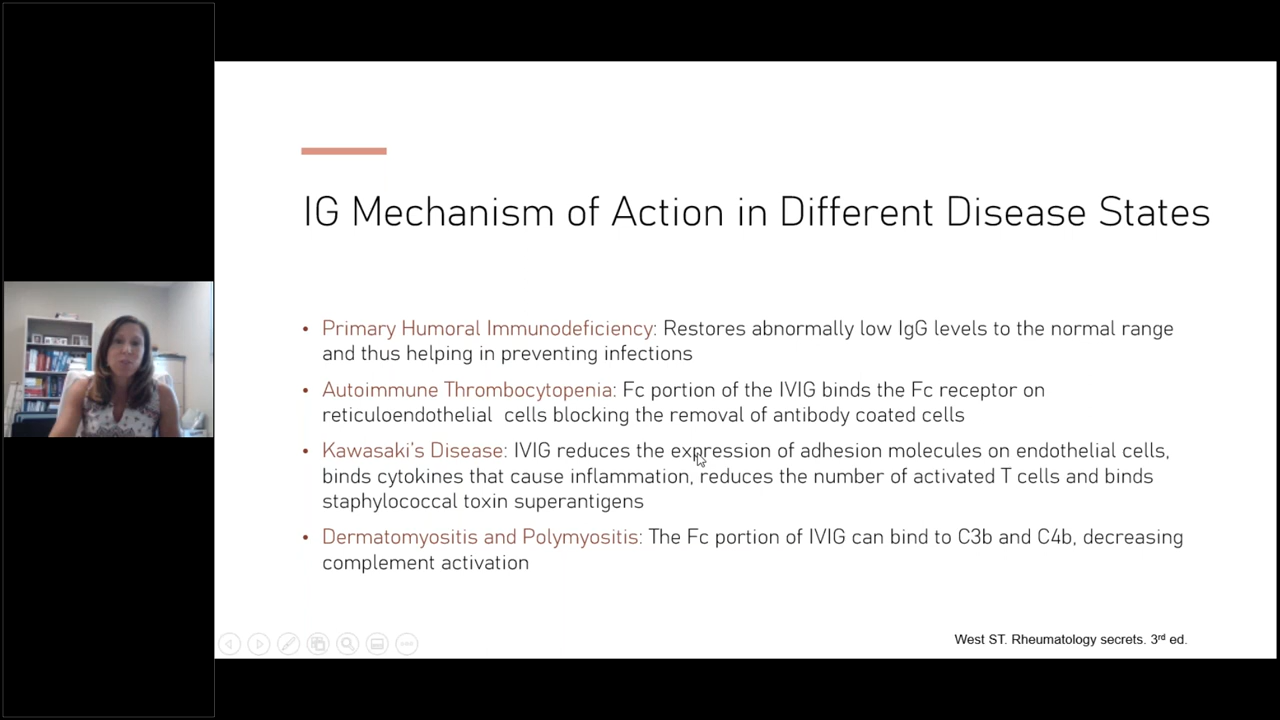 IG Mechanism of Action in Different Disease States
• Primary Humoral Immunodeficiency: Restores abnormally low IgG levels to the normal range
and thus helping in preventing infections
• Autoimmune Thrombocytopenia: Fc portion of the IVIG binds the Fc receptor on
reticuloendothelial cells blocking the removal of antibody coated cells
• Kawasaki's Disease: IVIG reduces the expression of adhesion molecules on endothelial cells,
binds cytokines that cause inflammation, reduces the number of activated T cells and binds
staphylococcal toxin superantigens
• Dermatomyositis and Polymyositis: The Fc portion of IVIG can bind to C3b and C4b, decreasing
complement activation
West ST. Rheumatology secrets. 3rd ed.